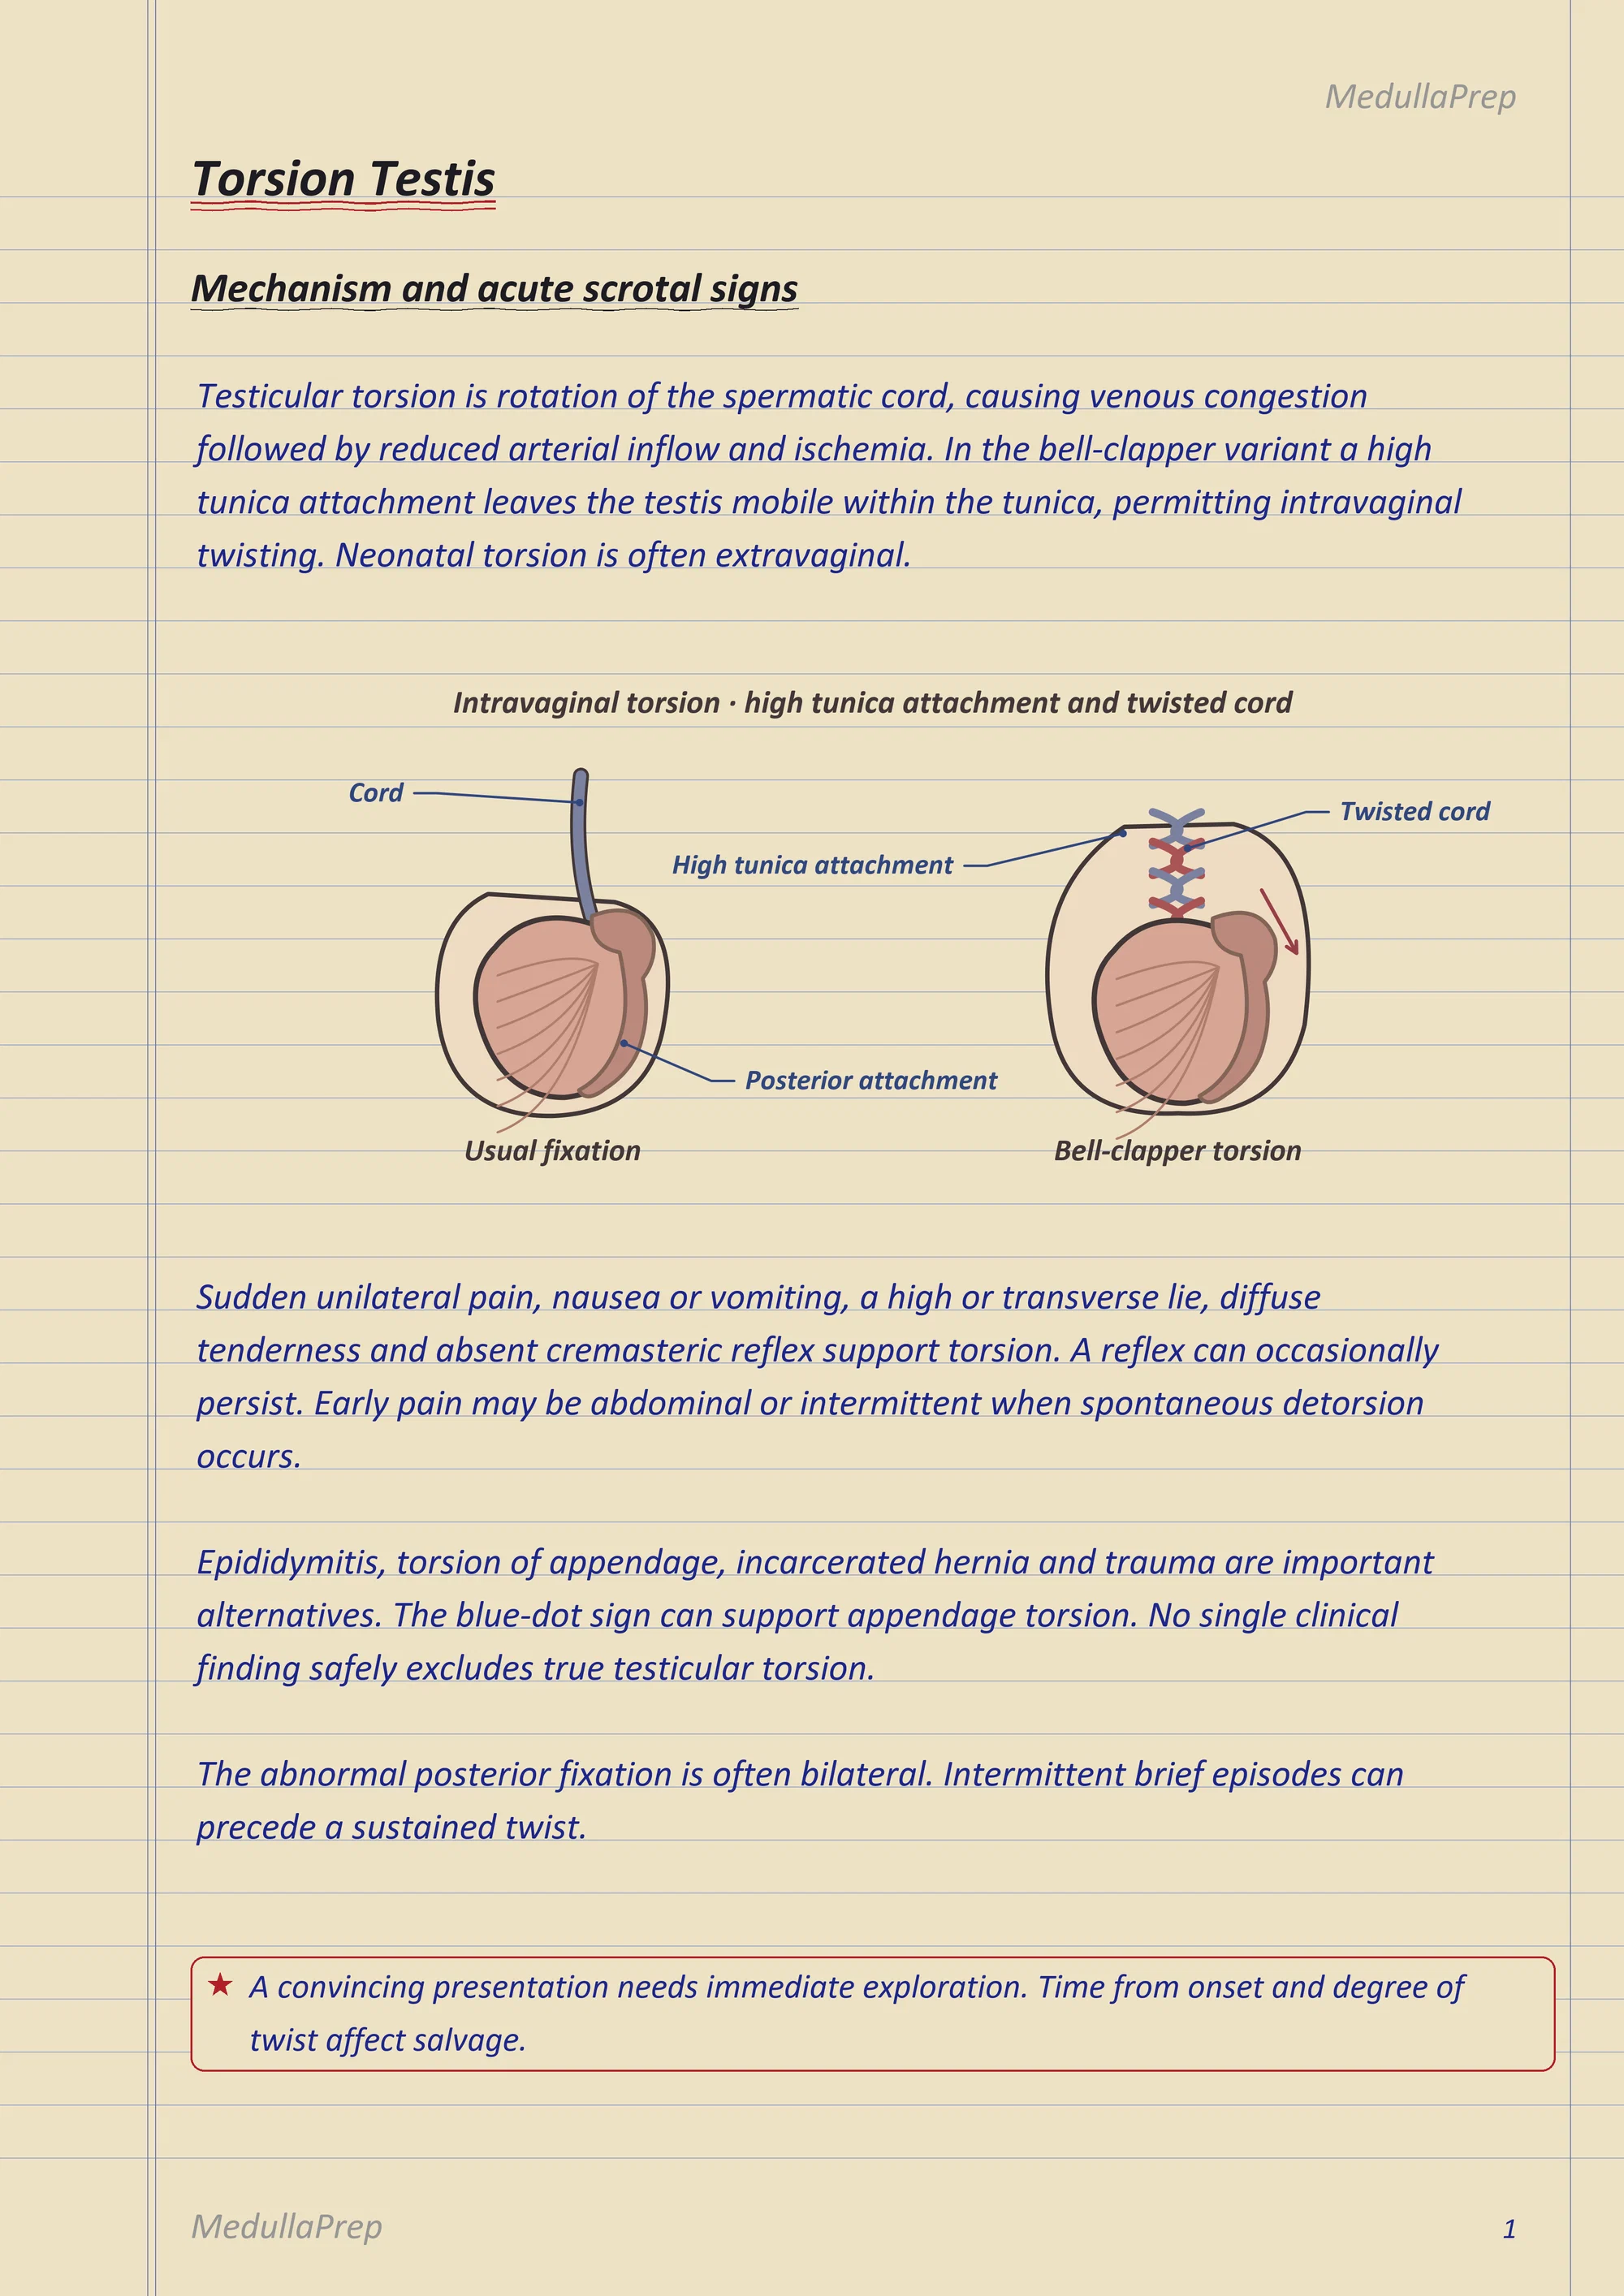 MedullaPrep
Torsion Testis
Mechanism and acute scrotal signs
Testicular torsion is rotation of the spermatic cord, causing venous congestion
followed by reduced arterial inflow and ischemia. In the bell-clapper variant a high
tunica attachment leaves the testis mobile within the tunica, permitting intravaginal
twisting. Neonatal torsion is often extravaginal.
Intravaginal torsion · high tunica attachment and twisted cord
Cord
Twisted cord
High tunica attachment
Posterior attachment
Usual fixation
Bell-clapper torsion
Sudden unilateral pain, nausea or vomiting, a high or transverse lie, diffuse
tenderness and absent cremasteric reflex support torsion. A reflex can occasionally
persist. Early pain may be abdominal or intermittent when spontaneous detorsion
occurs.
Epididymitis, torsion of appendage, incarcerated hernia and trauma are important
alternatives. The blue-dot sign can support appendage torsion. No single clinical
finding safely excludes true testicular torsion.
The abnormal posterior fixation is often bilateral. Intermittent brief episodes can
precede a sustained twist.
★ A convincing presentation needs immediate exploration. Time from onset and degree of
twist affect salvage.
MedullaPrep
1